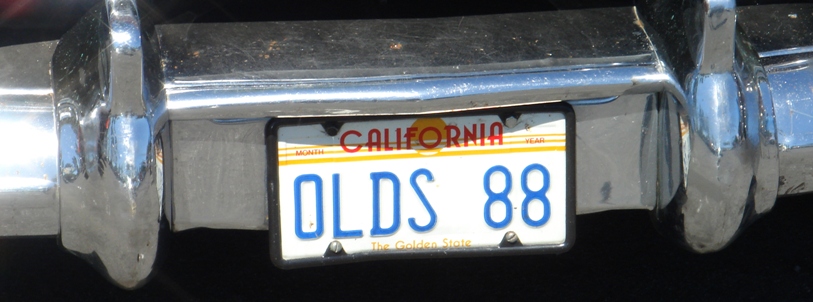 CALIFORNIA
MONTH YEAR
OLDS 88
The Golden State